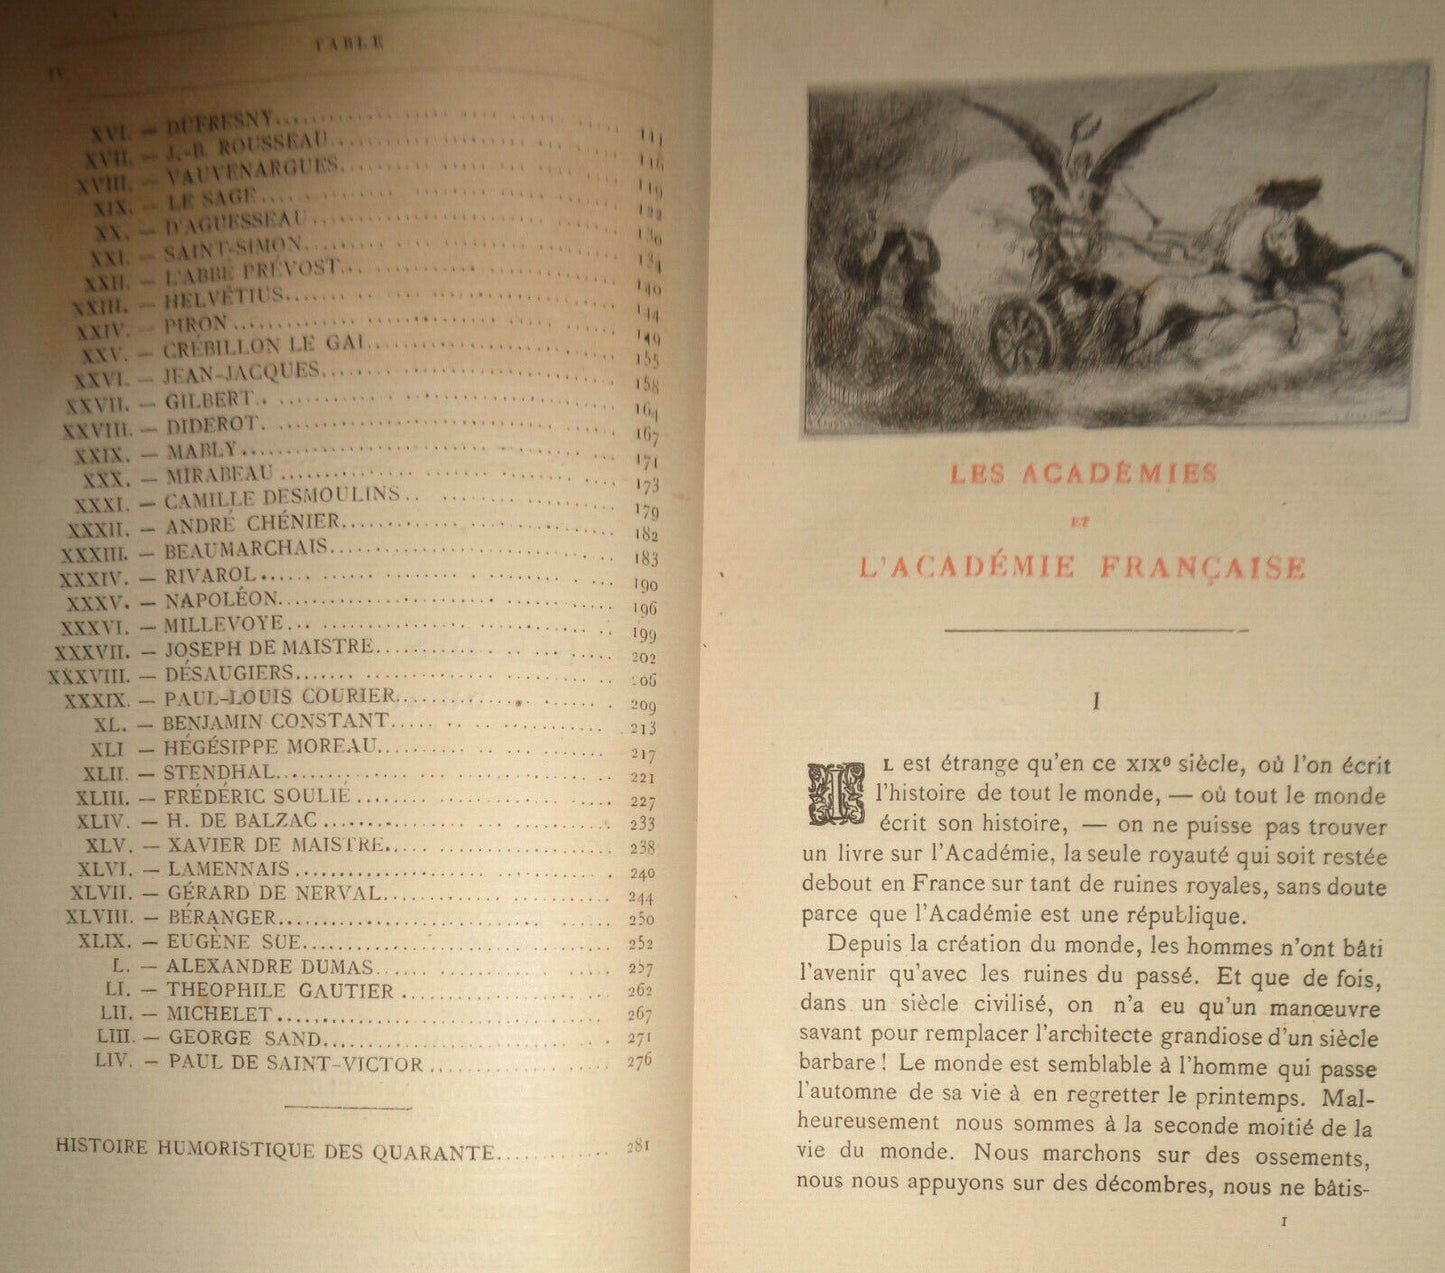 TABLE
IV
XVI. — DUFRESNY 111
XVII. — J.-B. ROUSSEAU 116
XVIII. — VAUVENARGUES 119
XIX. — LE SAGE 122
XX. — D'AGUESSEAU 130
XXI. — SAINT-SIMON 134
XXII. — L'ABBÉ PRÉVOST 140
XXIII. — HELVÉTIUS 144
XXIV. — PIRON 149
XXV. — CRÉBILLON LE GAI 155
XXVI. — JEAN-JACQUES 158
XXVII. — GILBERT 164
XXVIII. — DIDEROT 167
XXIX. — MABLY 171
XXX. — MIRABEAU 173
XXXI. — CAMILLE DESMOULINS 179
XXXII. — ANDRÉ CHÉNIER 182
XXXIII. — BEAUMARCHAIS 183
XXXIV. — RIVAROL 190
XXXV. — NAPOLÉON 196
XXXVI. — MILLEVOYE 199
XXXVII. — JOSEPH DE MAISTRE 202
XXXVIII. — DÉSAUGIERS 206
XXXIX. — PAUL-LOUIS COURIER 209
XL. — BENJAMIN CONSTANT 213
XLI — HÉGÉSIPPE MOREAU 217
XLII. — STENDHAL 221
XLIII. — FRÉDÉRIC SOULIÉ 227
XLIV. — H. DE BALZAC 233
XLV. — XAVIER DE MAISTRE 238
XLVI. — LAMENNAIS 240
XLVII. — GÉRARD DE NERVAL 244
XLVIII. — BÉRANGER 250
XLIX. — EUGÈNE SUE 252
L. — ALEXANDRE DUMAS 257
LI. — THEOPHILE GAUTIER 262
LII. — MICHELET 267
LIII. — GEORGE SAND 271
LIV. — PAUL DE SAINT-VICTOR 276
HISTOIRE HUMORISTIQUE DES QUARANTE 281
LES ACADÉMIES
ET
L'ACADÉMIE FRANÇAISE
I
IL est étrange qu'en ce XIXe siècle, où l'on écrit
l'histoire de tout le monde, — où tout le monde
écrit son histoire, — on ne puisse pas trouver
un livre sur l'Académie, la seule royauté qui soit restée
debout en France sur tant de ruines royales, sans doute
parce que l'Académie est une république.
Depuis la création du monde, les hommes n'ont bâti
l'avenir qu'avec les ruines du passé. Et que de fois,
dans un siècle civilisé, on n'a eu qu'un manœuvre
savant pour remplacer l'architecte grandiose d'un siècle
barbare ! Le monde est semblable à l'homme qui passe
l'automne de sa vie à en regretter le printemps. Mal-
heureusement nous sommes à la seconde moitié de la
vie du monde. Nous marchons sur des ossements,
nous nous appuyons sur des décombres, nous ne bâtis-
1